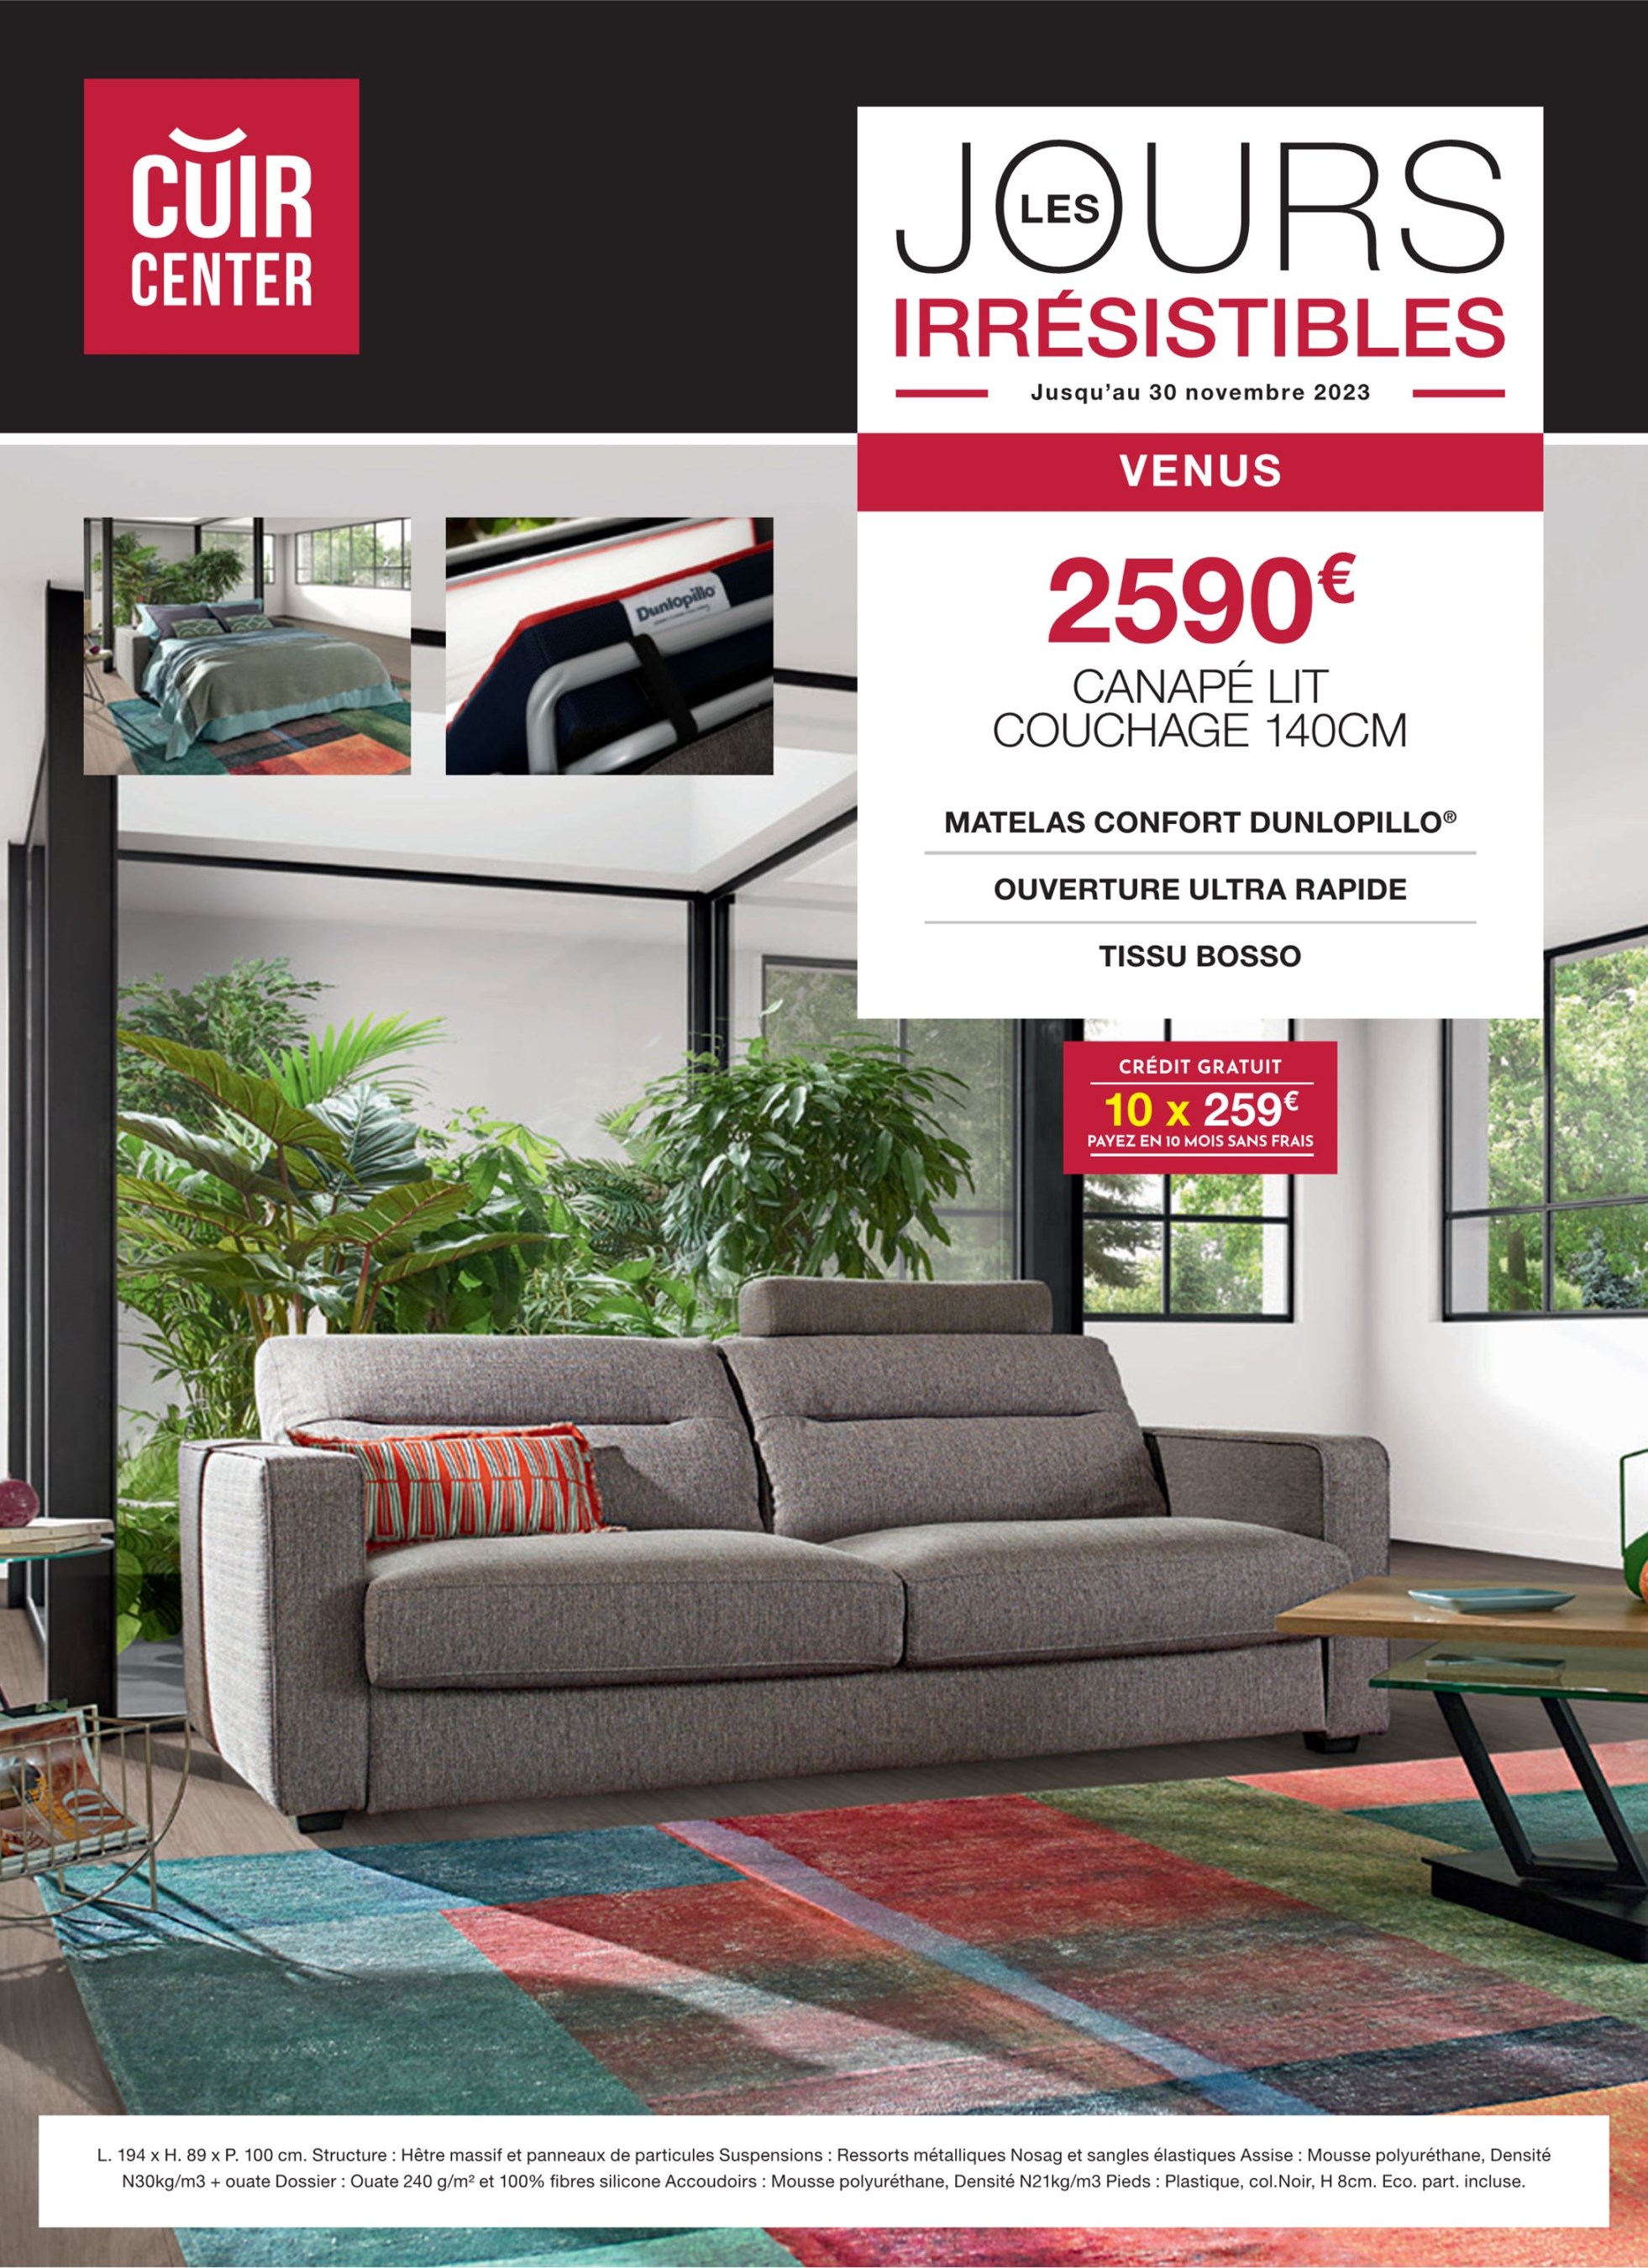 CUIR
CENTER
LES
JOURS
IRRÉSISTIBLES
Jusqu'au 30 novembre 2023
VENUS
2590€
CANAPÉ LIT
COUCHAGE 140CM
MATELAS CONFORT DUNLOPILLO®
OUVERTURE ULTRA RAPIDE
TISSU BOSSO
Dunlopillo
CRÉDIT GRATUIT
10 x 259€
PAYEZ EN 10 MOIS SANS FRAIS
L. 194 x H. 89 x P. 100 cm. Structure : Hêtre massif et panneaux de particules Suspensions : Ressorts métalliques Nosag et sangles élastiques Assise : Mousse polyuréthane, Densité
N30kg/m3 + ouate Dossier : Ouate 240 g/m² et 100% fibres silicone Accoudoirs : Mousse polyuréthane, Densité N21kg/m3 Pieds : Plastique, col.Noir, H 8cm. Eco. part. incluse.